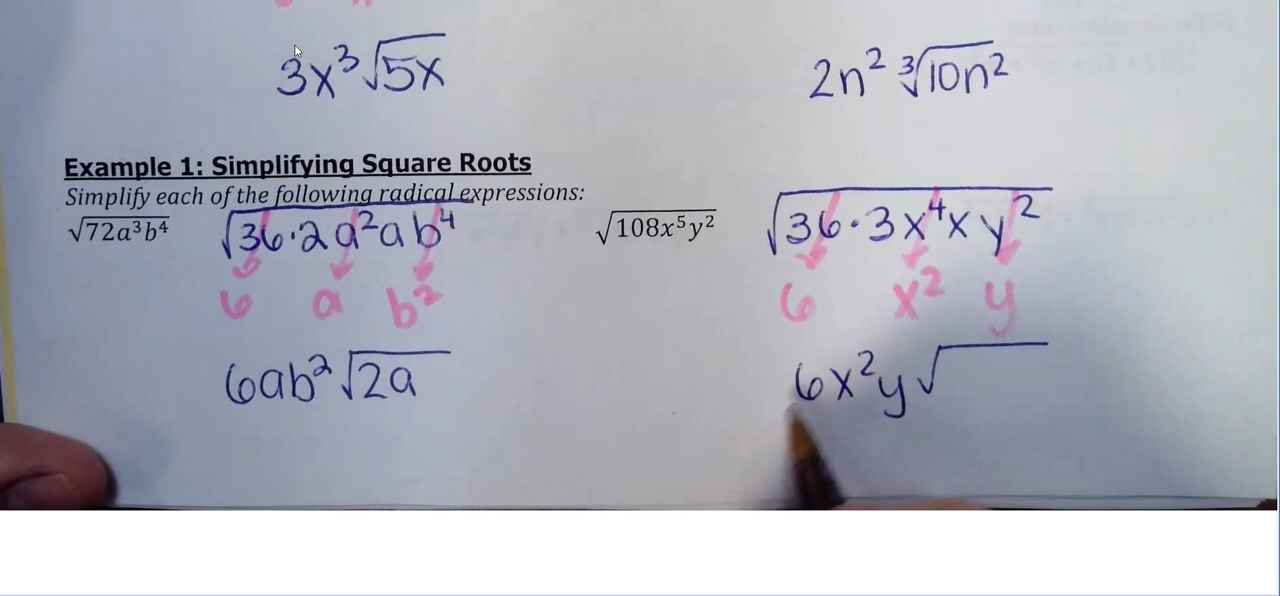 3x³√5x
2n² ³√10n²
Example 1: Simplifying Square Roots
Simplify each of the following radical expressions:
√72a³b⁴
√36·2a²ab⁴
6 a b²
6ab²√2a
√108x⁵y²
√36·3x⁴xy²
6 x² y
6x²y√